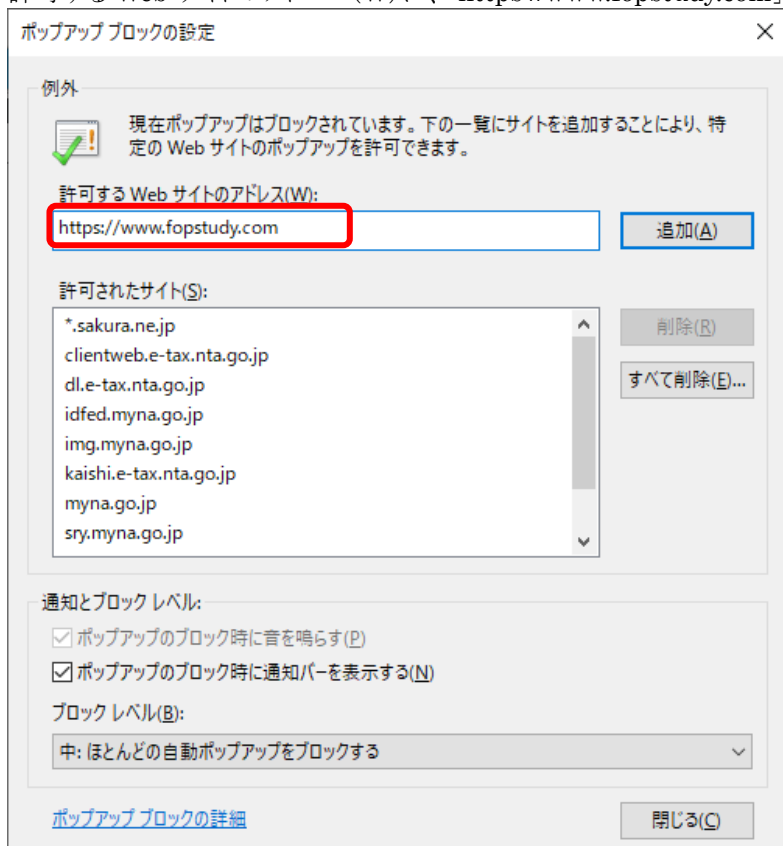 ポップアップ ブロックの設定
例外
現在ポップアップはブロックされています。下の一覧にサイトを追加することにより、特
定の Web サイトのポップアップを許可できます。
許可する Web サイトのアドレス(W):
https://www.fopstudy.com
追加(A)
許可されたサイト(S):
*.sakura.ne.jp
clientweb.e-tax.nta.go.jp
dl.e-tax.nta.go.jp
idfed.myna.go.jp
img.myna.go.jp
kaishi.e-tax.nta.go.jp
myna.go.jp
sry.myna.go.jp
削除(R)
すべて削除(E)...
通知とブロック レベル:
ポップアップのブロック時に音を鳴らす(P)
ポップアップのブロック時に通知バーを表示する(N)
ブロック レベル(B):
中: ほとんどの自動ポップアップをブロックする
ポップアップ ブロックの詳細
閉じる(C)